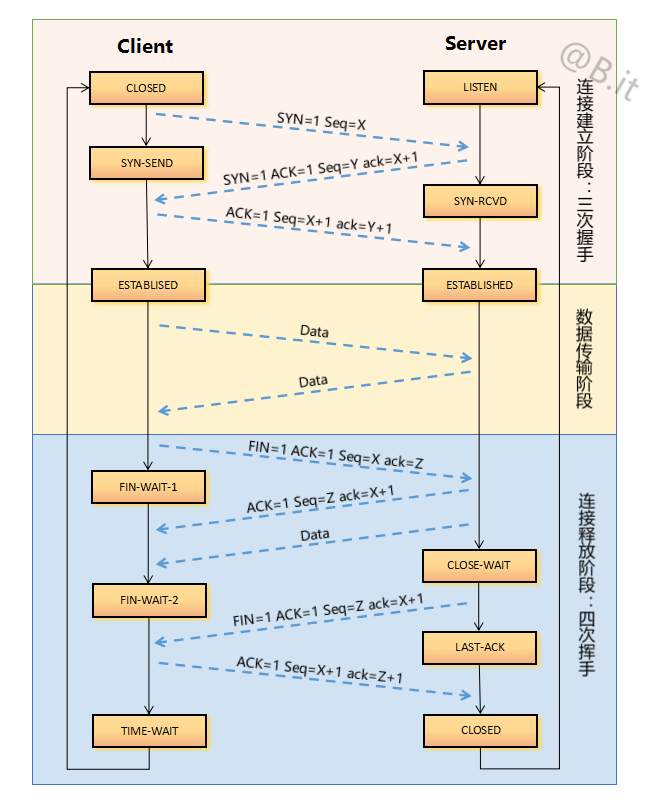 Client
Server
@B.it
CLOSED
LISTEN
SYN=1 Seq=X
SYN-SEND
SYN=1 ACK=1 Seq=Y ack=X+1
SYN-RCVD
ACK=1 Seq=X+1 ack=Y+1
ESTABLISED
ESTABLISHED
连接建立阶段：三次握手
Data
Data
数据传输阶段
FIN=1 ACK=1 Seq=X ack=Z
FIN-WAIT-1
ACK=1 Seq=Z ack=X+1
Data
CLOSE-WAIT
FIN-WAIT-2
FIN=1 ACK=1 Seq=Z ack=X+1
LAST-ACK
ACK=1 Seq=X+1 ack=Z+1
TIME-WAIT
CLOSED
连接释放阶段：四次挥手